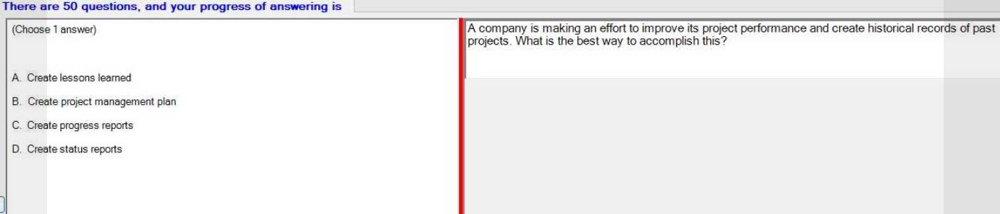 There are 50 questions, and your progress of answering is
(Choose 1 answer)
A. Create lessons learned
B. Create project management plan
C. Create progress reports
D. Create status reports
A company is making an effort to improve its project performance and create historical records of past
projects. What is the best way to accomplish this?